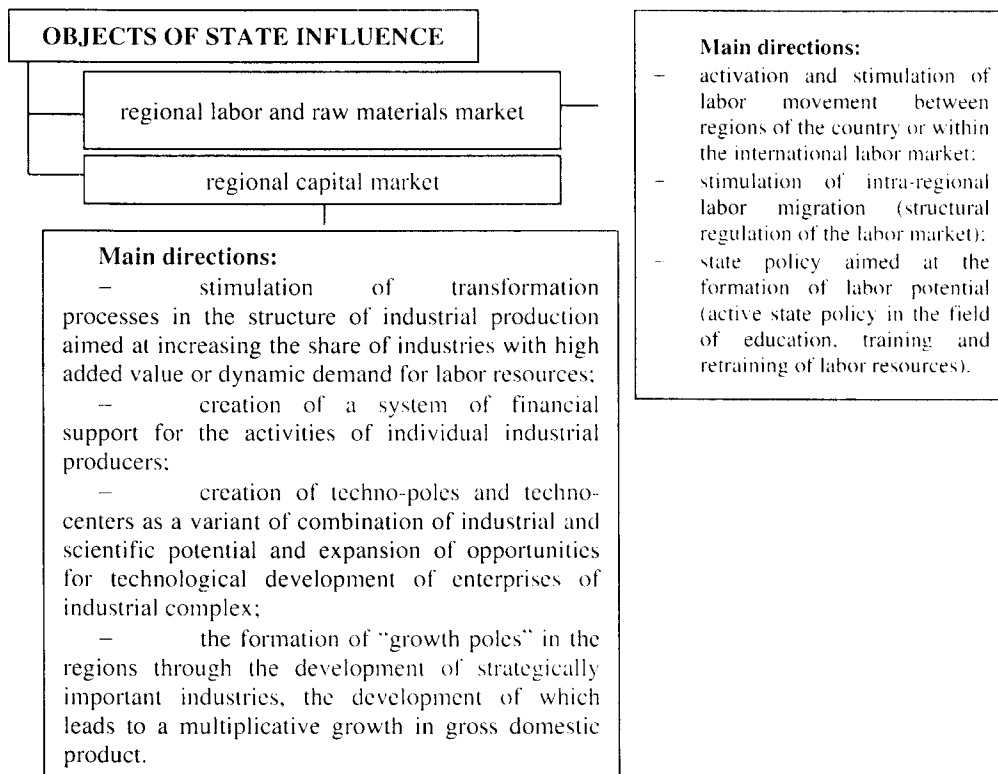 OBJECTS OF STATE INFLUENCE
regional labor and raw materials market
regional capital market
Main directions:
– stimulation of transformation
processes in the structure of industrial production
aimed at increasing the share of industries with high
added value or dynamic demand for labor resources;
– creation of a system of financial
support for the activities of individual industrial
producers;
– creation of techno-poles and techno-
centers as a variant of combination of industrial and
scientific potential and expansion of opportunities
for technological development of enterprises of
industrial complex;
– the formation of “growth poles” in the
regions through the development of strategically
important industries, the development of which
leads to a multiplicative growth in gross domestic
product.
Main directions:
– activation and stimulation of
labor movement between
regions of the country or within
the international labor market;
– stimulation of intra-regional
labor migration (structural
regulation of the labor market);
– state policy aimed at the
formation of labor potential
(active state policy in the field
of education, training and
retraining of labor resources).